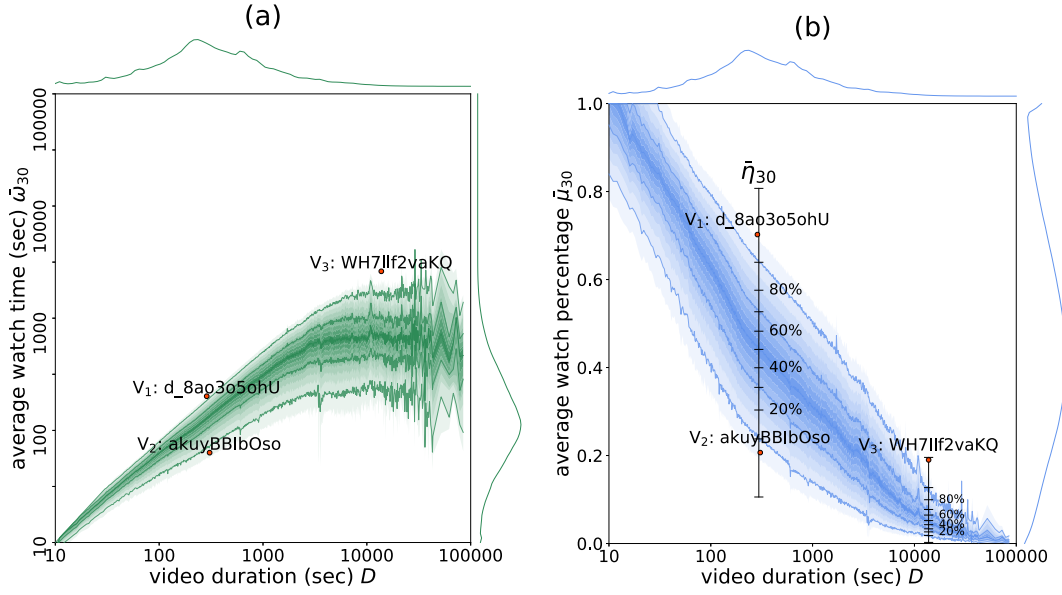 (a)
average watch time (sec) ω̄30
100000
10000
1000
100
10
V3: WH7lIf2vaKQ
V1: d_8ao3o5ohU
V2: akuyBBIbOso
10
100
1000
10000
100000
video duration (sec) D
(b)
average watch percentage μ̄30
1.0
0.8
0.6
0.4
0.2
0.0
η̄30
V1: d_8ao3o5ohU
80%
60%
40%
20%
V2: akuyBBIbOso
V3: WH7lIf2vaKQ
80%
60%
40%
20%
10
100
1000
10000
100000
video duration (sec) D